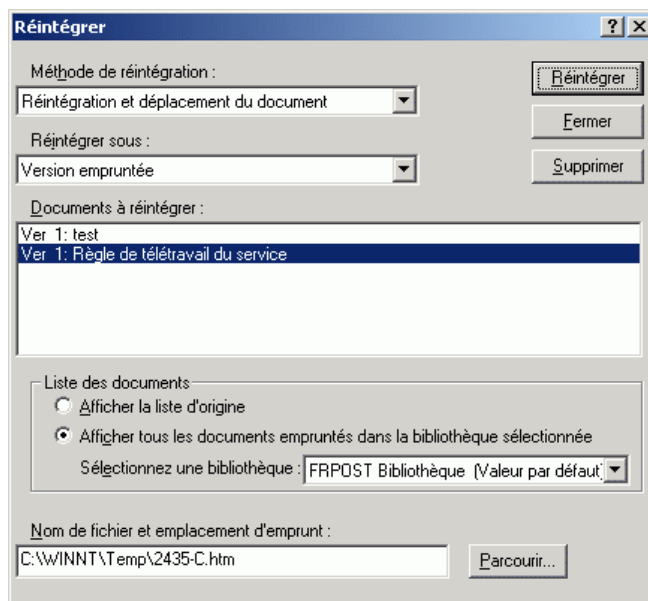 Réintégrer
Méthode de réintégration :
Réintégration et déplacement du document
Réintégrer
Fermer
Réintégrer sous :
Version empruntée
Supprimer
Documents à réintégrer :
Ver 1: test
Ver 1: Règle de télétravail du service
Liste des documents
Afficher la liste d'origine
Afficher tous les documents empruntés dans la bibliothèque sélectionnée
Sélectionnez une bibliothèque : FRPOST Bibliothèque (Valeur par défaut)
Nom de fichier et emplacement d'emprunt :
C:\WINNT\Temp\2435-C.htm
Parcourir...